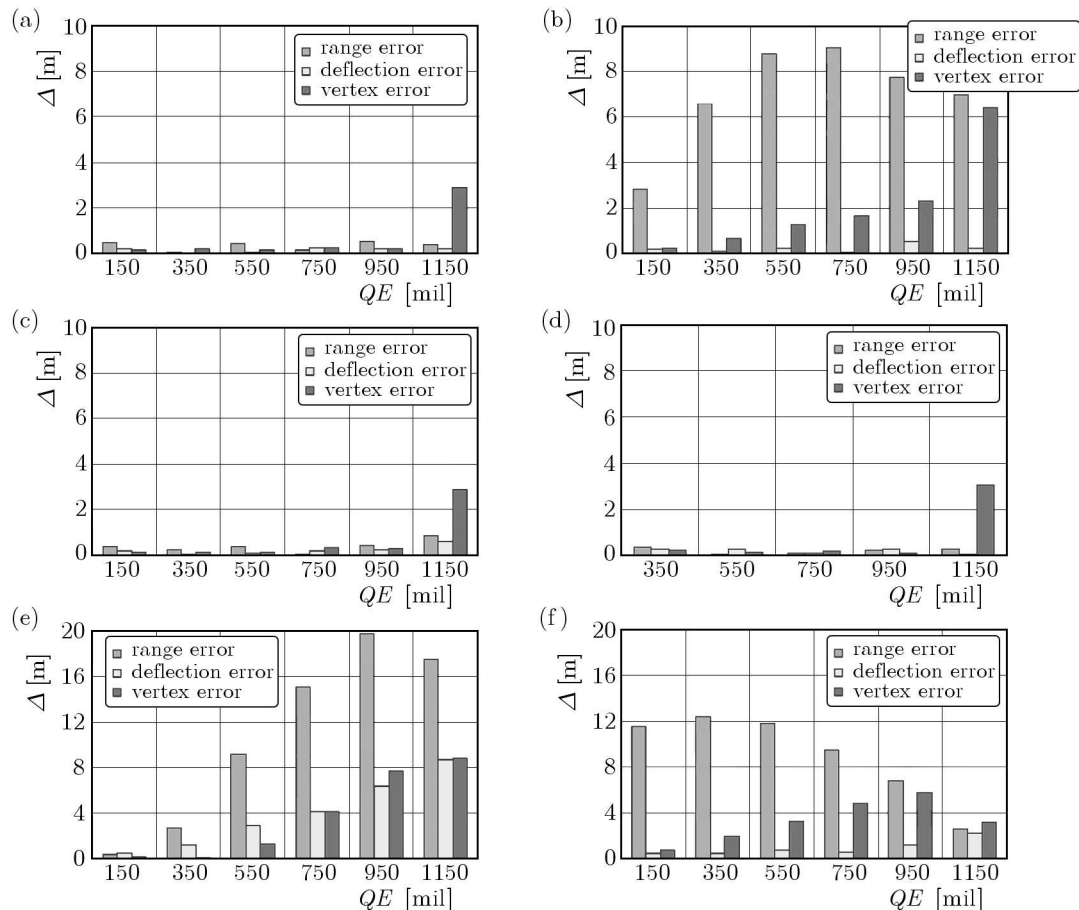 (a)
Δ [m]
10
8
6
4
2
0
range error
deflection error
vertex error
150 350 550 750 950 1150
QE [mil]
(b)
Δ [m]
10
8
6
4
2
0
range error
deflection error
vertex error
150 350 550 750 950 1150
QE [mil]
(c)
Δ [m]
10
8
6
4
2
0
range error
deflection error
vertex error
150 350 550 750 950 1150
QE [mil]
(d)
Δ [m]
10
8
6
4
2
0
range error
deflection error
vertex error
350 550 750 950 1150
QE [mil]
(e)
Δ [m]
20
16
12
8
4
0
range error
deflection error
vertex error
150 350 550 750 950 1150
QE [mil]
(f)
Δ [m]
20
16
12
8
4
0
range error
deflection error
vertex error
150 350 550 750 950 1150
QE [mil]